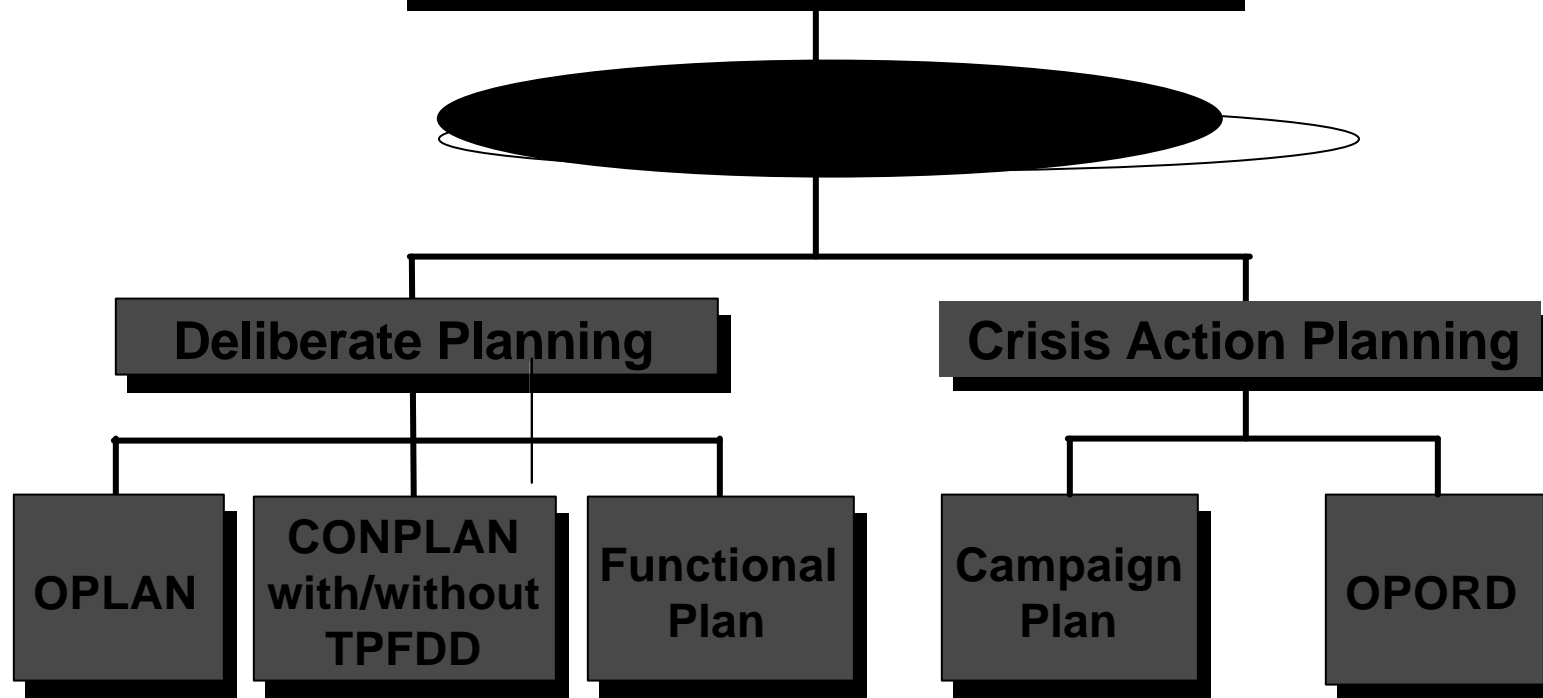 Deliberate Planning
Crisis Action Planning
OPLAN
CONPLAN
with/without
TPFDD
Functional
Plan
Campaign
Plan
OPORD